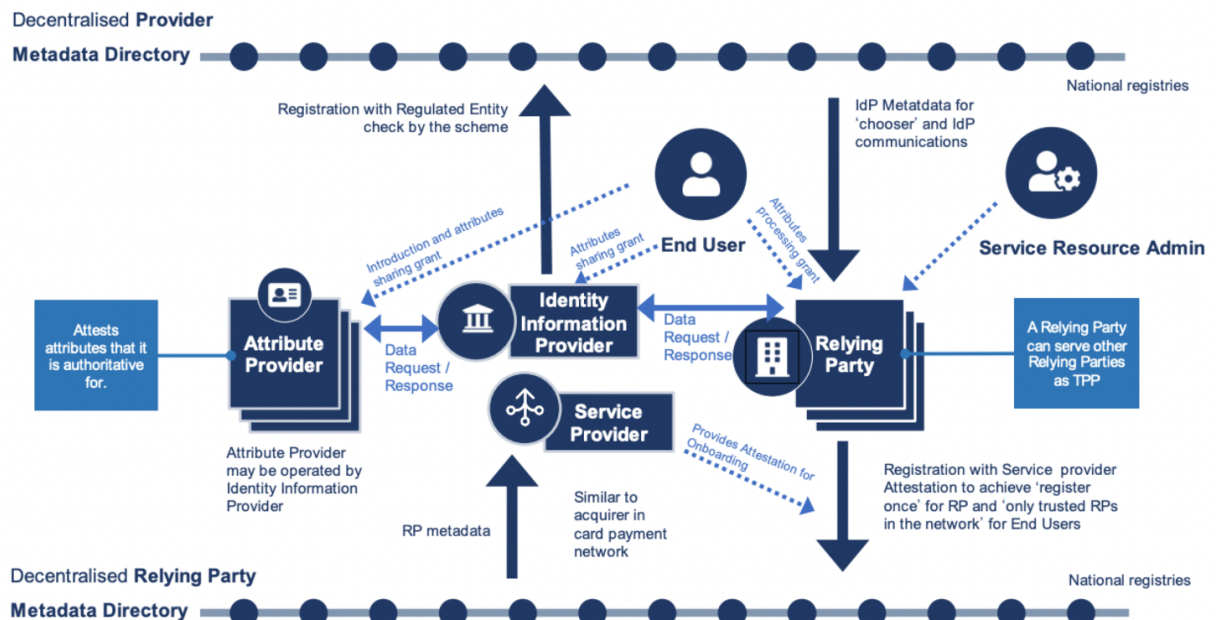 Decentralised Provider
Metadata Directory
National registries
Registration with Regulated Entity
check by the scheme
IdP Metatdata for
'chooser' and IdP
communications
End User
Service Resource Admin
Introduction and attributes
sharing grant
Attributes
sharing grant
Attributes
processing grant
Attests
attributes that it
is authoritative
for.
Attribute
Provider
Data
Request /
Response
Identity
Information
Provider
Data
Request /
Response
Relying
Party
A Relying Party
can serve other
Relying Parties
as TPP
Service
Provider
Attribute Provider
may be operated by
Identity Information
Provider
Provides Attestation for
Onboarding
RP metadata
Similar to
acquirer in
card payment
network
Registration with Service provider
Attestation to achieve 'register
once' for RP and 'only trusted RPs
in the network' for End Users
Decentralised Relying Party
Metadata Directory
National registries